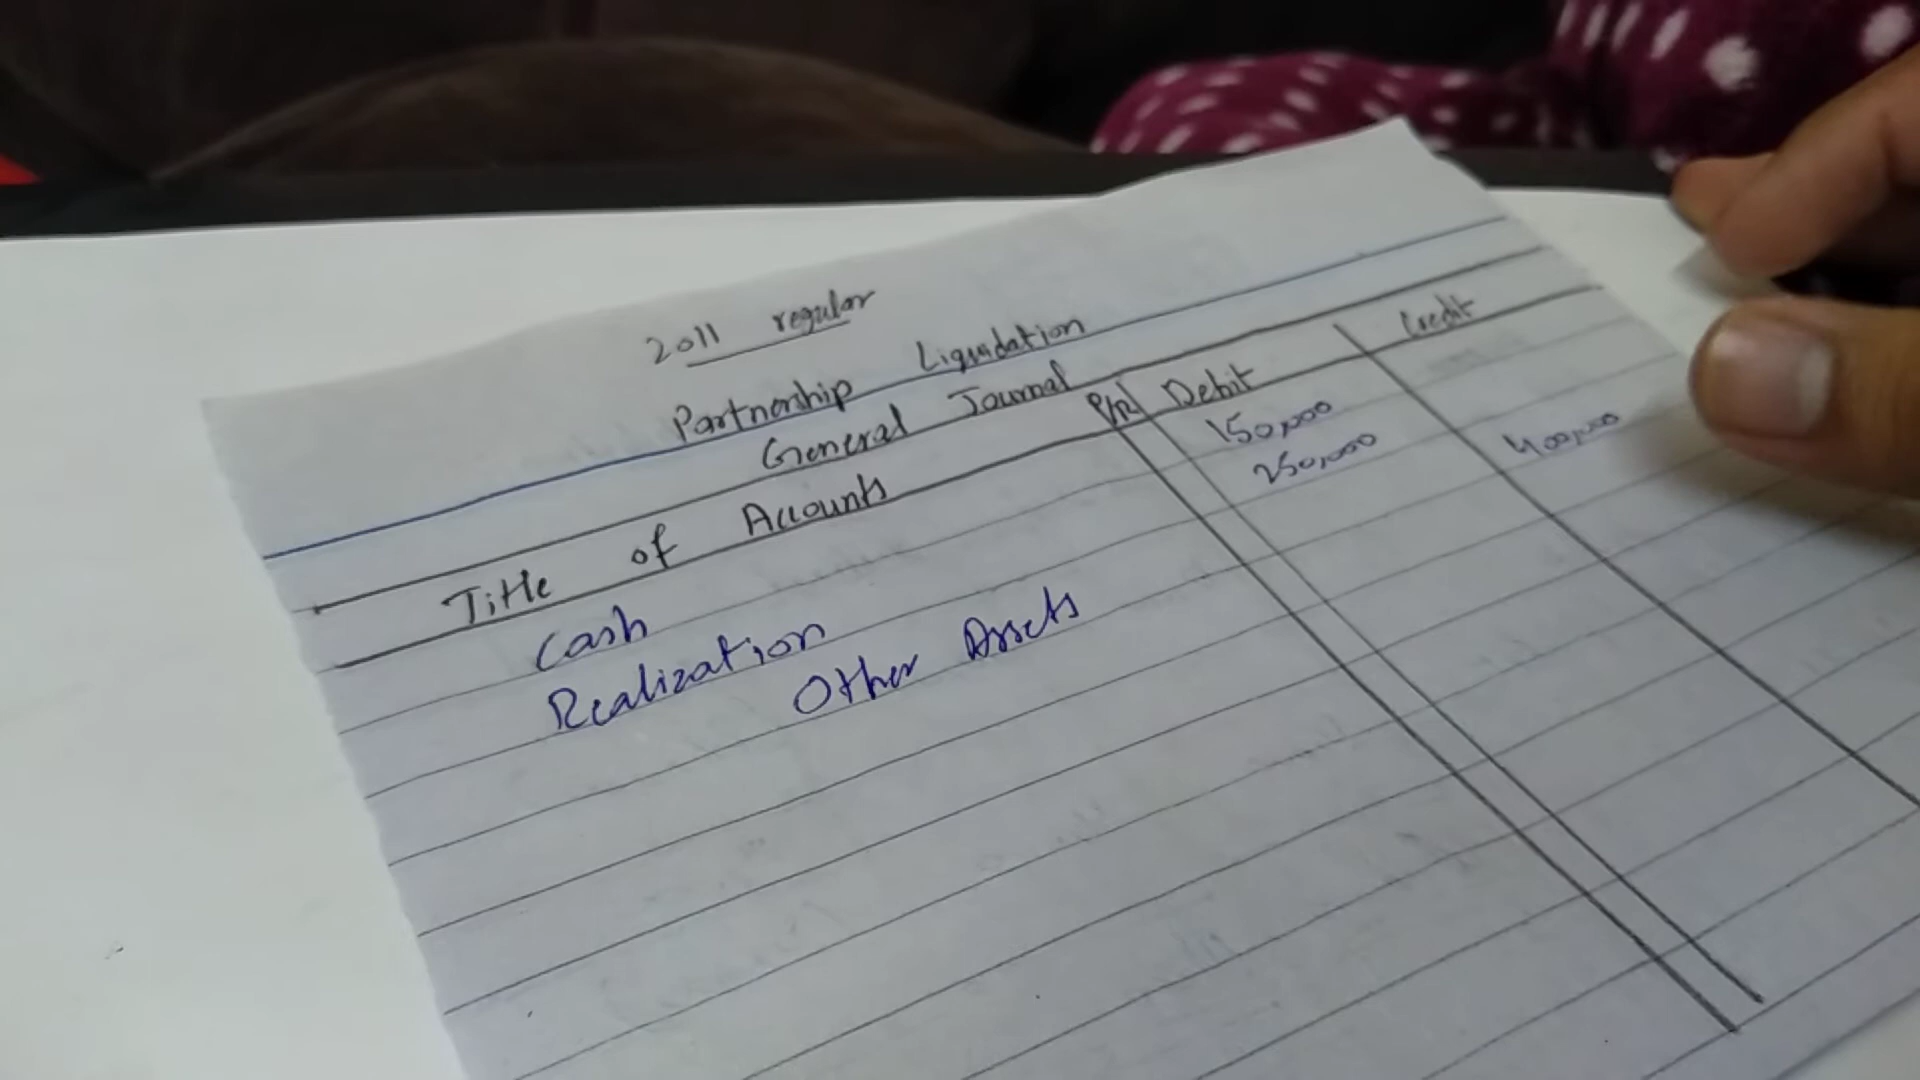 2011 regular
Partnership Liquidation
General Journal
Title of Accounts P/R Debit Credit
Cash 150,000
Realization 250,000
Other Assets 400,000